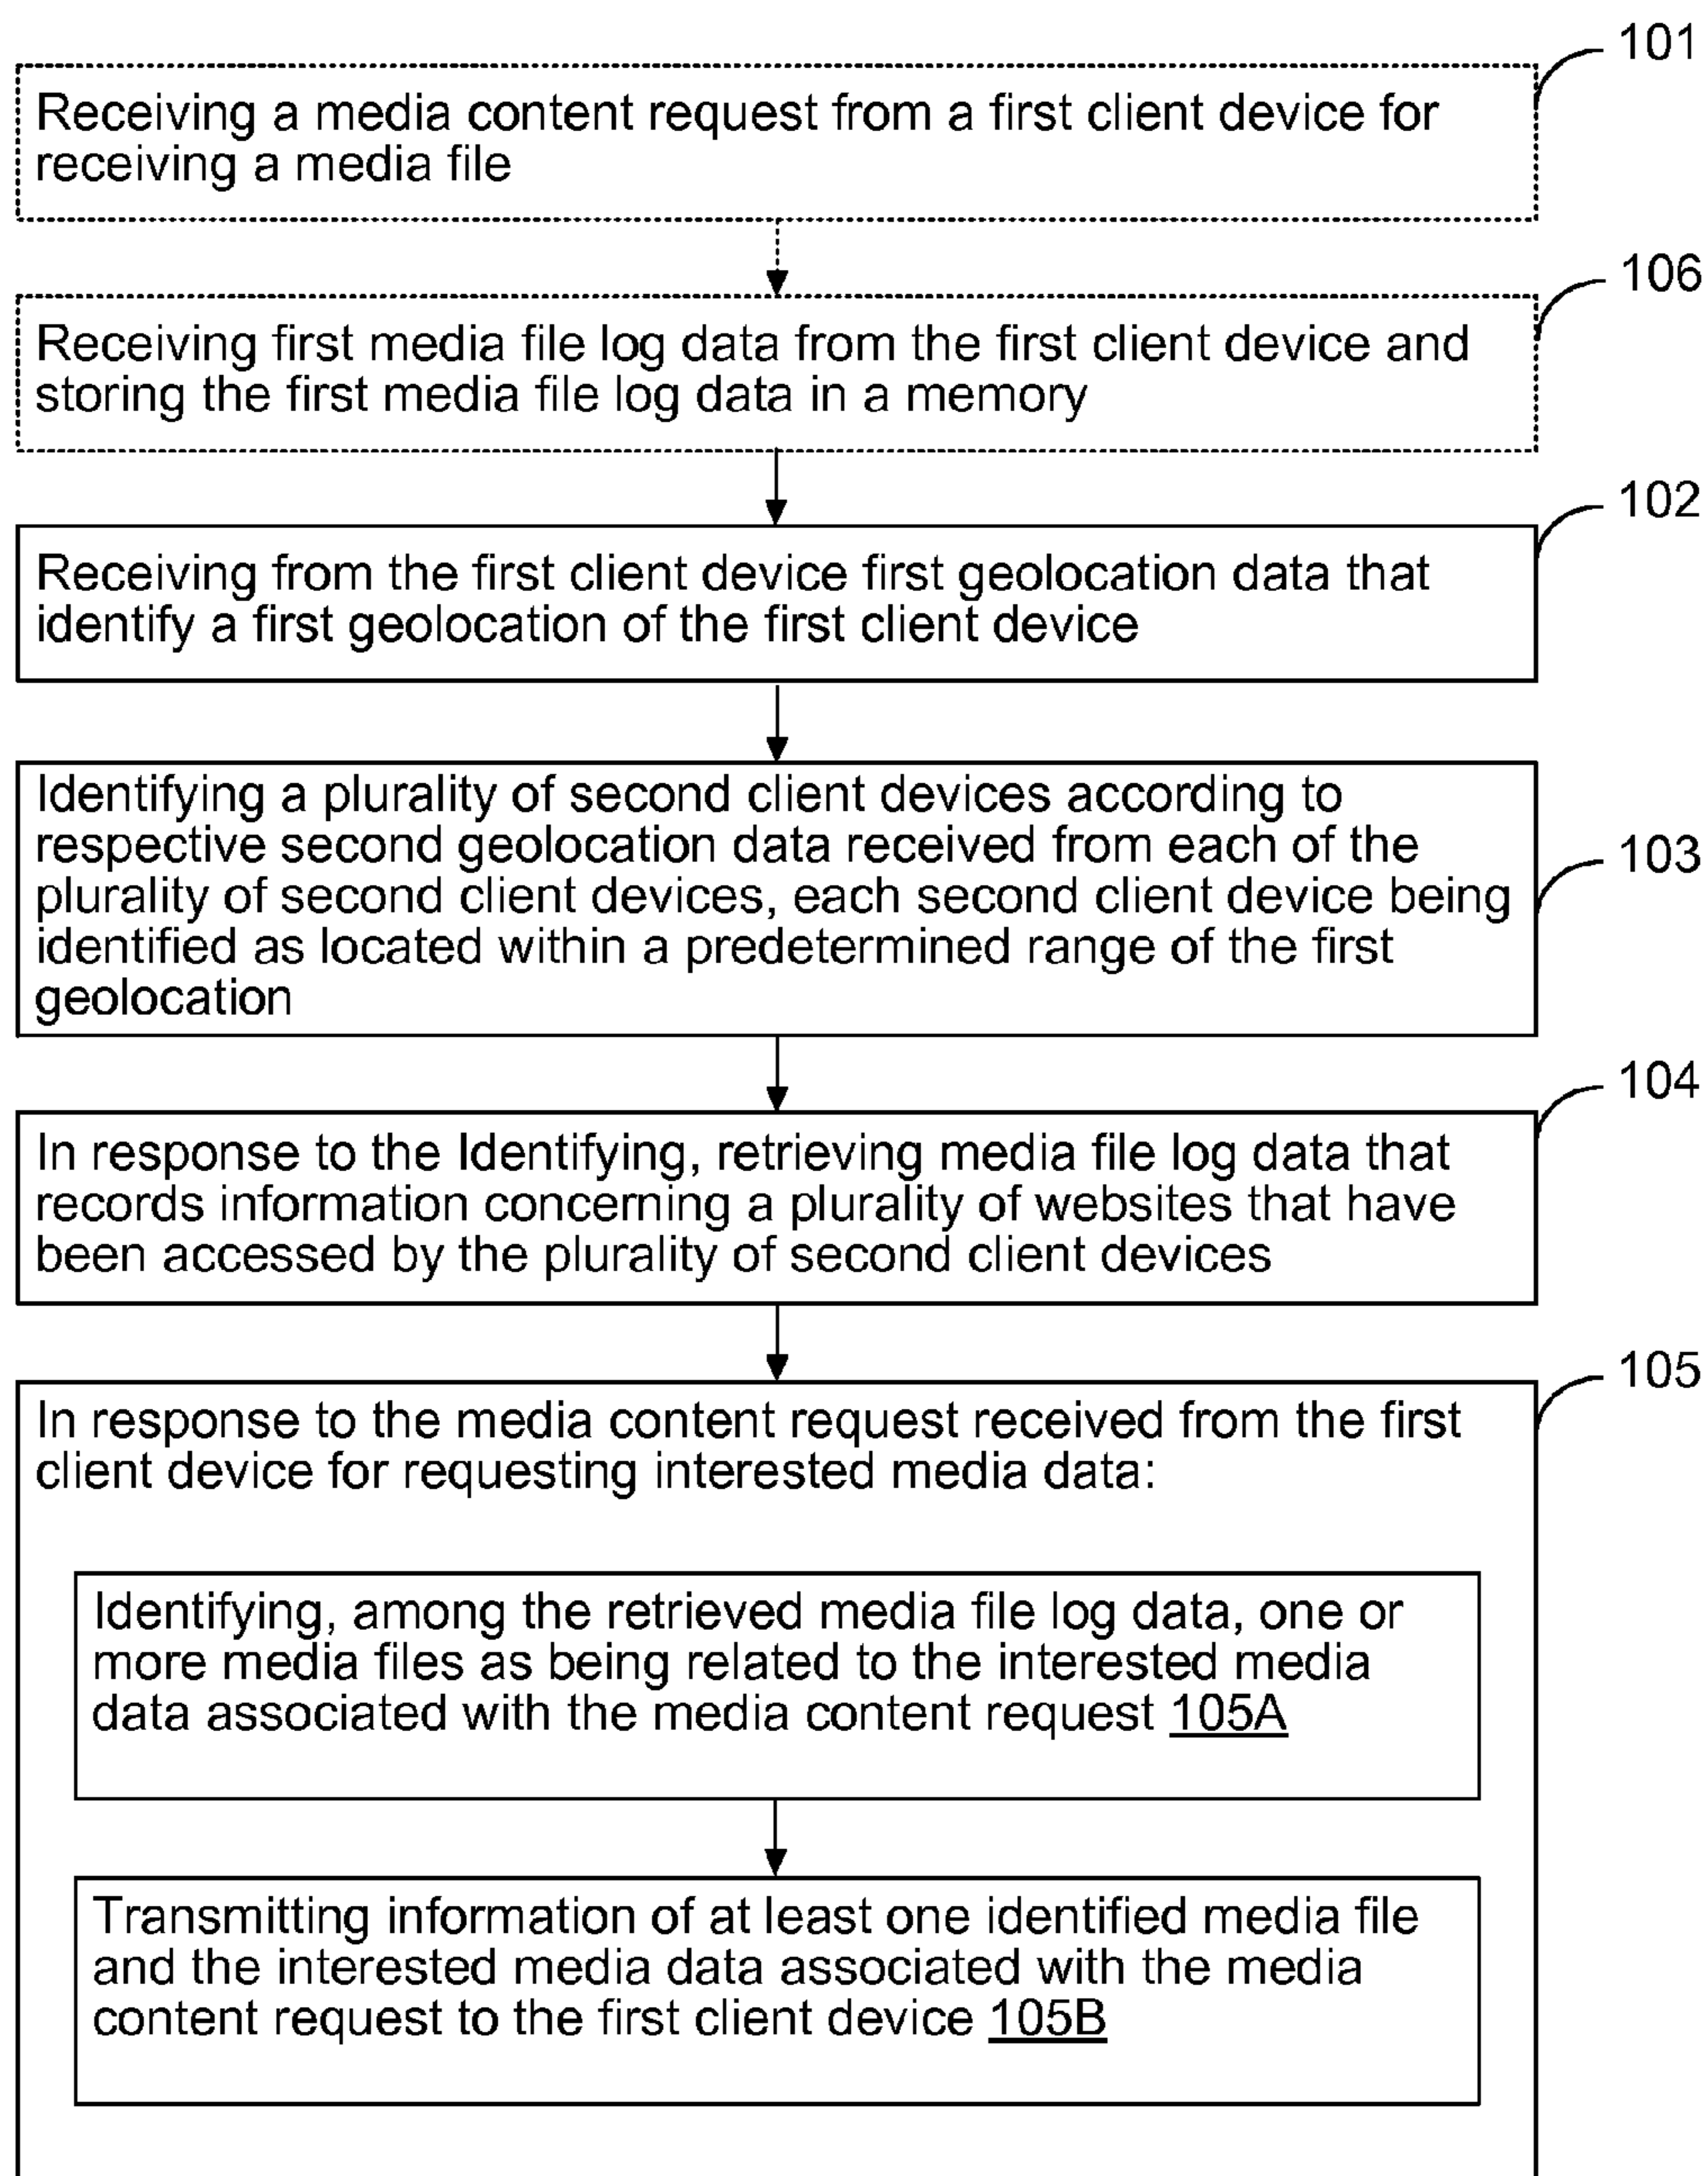 101
Receiving a media content request from a first client device for
receiving a media file
106
Receiving first media file log data from the first client device and
storing the first media file log data in a memory
102
Receiving from the first client device first geolocation data that
identify a first geolocation of the first client device
Identifying a plurality of second client devices according to
respective second geolocation data received from each of the
plurality of second client devices, each second client device being
identified as located within a predetermined range of the first
geolocation
103
104
In response to the Identifying, retrieving media file log data that
records information concerning a plurality of websites that have
been accessed by the plurality of second client devices
105
In response to the media content request received from the first
client device for requesting interested media data:
Identifying, among the retrieved media file log data, one or
more media files as being related to the interested media
data associated with the media content request 105A
Transmitting information of at least one identified media file
and the interested media data associated with the media
content request to the first client device 105B